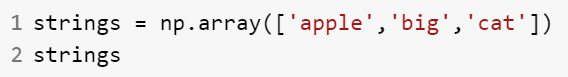 1 strings = np.array(['apple','big','cat'])
2 strings